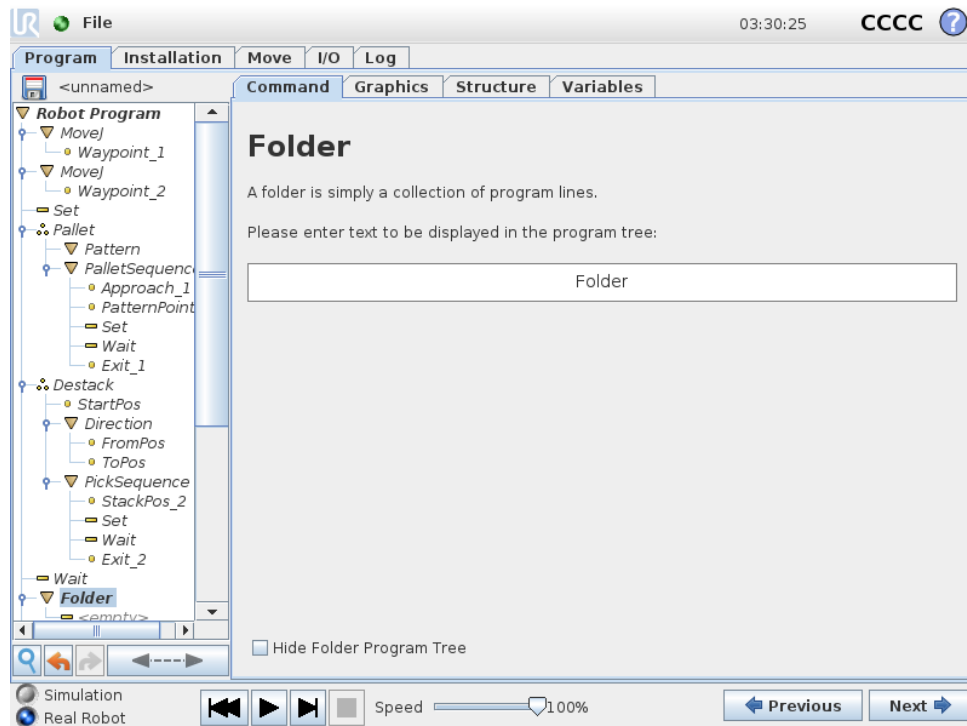 UR File 03:30:25 CCCC ?
Program Installation Move I/O Log
<unnamed> Command Graphics Structure Variables
Robot Program
MoveJ
Waypoint_1
MoveJ
Waypoint_2
Set
Pallet
Pattern
PalletSequenc
Approach_1
PatternPoint
Set
Wait
Exit_1
Destack
StartPos
Direction
FromPos
ToPos
PickSequence
StackPos_2
Set
Wait
Exit_2
Wait
Folder
<empty>
Folder
A folder is simply a collection of program lines.
Please enter text to be displayed in the program tree:
Folder
Hide Folder Program Tree
Simulation
Real Robot
Speed 100%
Previous Next